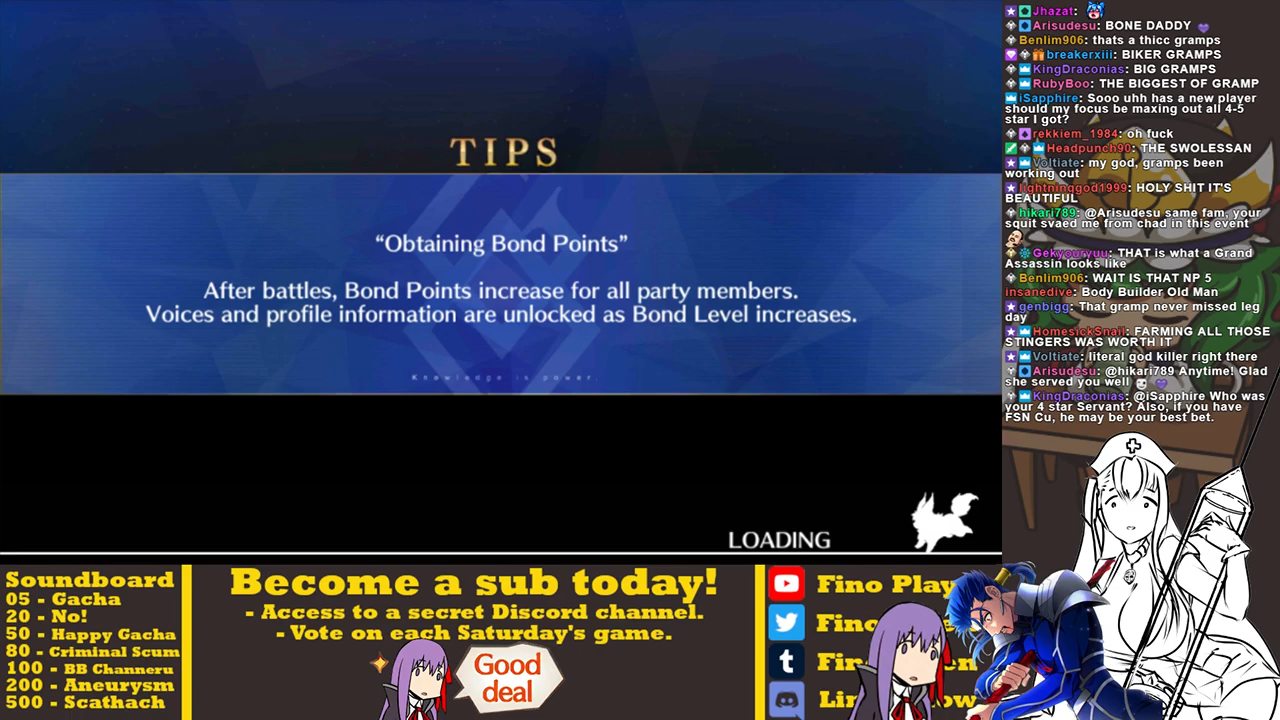 TIPS
“Obtaining Bond Points”
After battles, Bond Points increase for all party members.
Voices and profile information are unlocked as Bond Level increases.
Knowledge is power.
LOADING
Jhazat:
Arisudesu: BONE DADDY
Benlim906: thats a thicc gramps
breakerxiii: BIKER GRAMPS
KingDraconias: BIG GRAMPS
RubyBoo: THE BIGGEST OF GRAMP
iSapphire: Sooo uhh has a new player
should my focus be maxing out all 4-5
star I got?
rekkiem_1984: oh fuck
Headpunch90: THE SWOLESSAN
Voltiate: my god, gramps been
working out
lightninggod1999: HOLY SHIT IT'S
BEAUTIFUL
hikari789: @Arisudesu same fam, your
squit svaed me from chad in this event
Gekyouryuu: THAT is what a Grand
Assassin looks like
Benlim906: WAIT IS THAT NP 5
insanedive: Body Builder Old Man
genbigg: That gramp never missed leg
day
HomesickSnail: FARMING ALL THOSE
STINGERS WAS WORTH IT
Voltiate: literal god killer right there
Arisudesu: @hikari789 Anytime! Glad
she served you well
KingDraconias: @iSapphire Who was
your 4 star Servant? Also, if you have
FSN Cu, he may be your best bet.
Soundboard
05 - Gacha
20 - No!
50 - Happy Gacha
80 - Criminal Scum
100 - BB Channeru
200 - Aneurysm
500 - Scathach
Become a sub today!
- Access to a secret Discord channel.
- Vote on each Saturday's game.
Good
deal
Fino Play